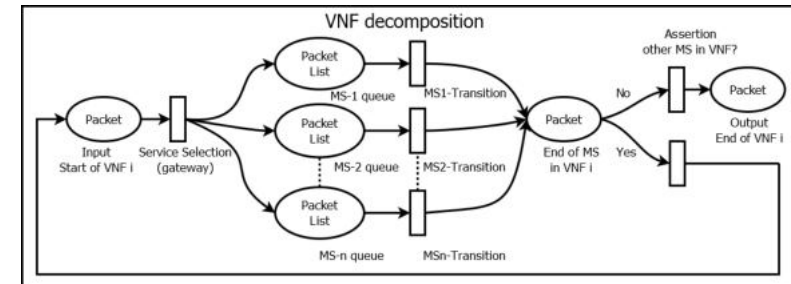 VNF decomposition
Packet
Input
Start of VNF i
Service Selection
(gateway)
Packet
List
MS-1 queue
MS1-Transition
Packet
List
MS-2 queue
MS2-Transition
Packet
List
MS-n queue
MSn-Transition
Packet
End of MS
in VNF i
Assertion
other MS in VNF?
No
Yes
Packet
Output
End of VNF i